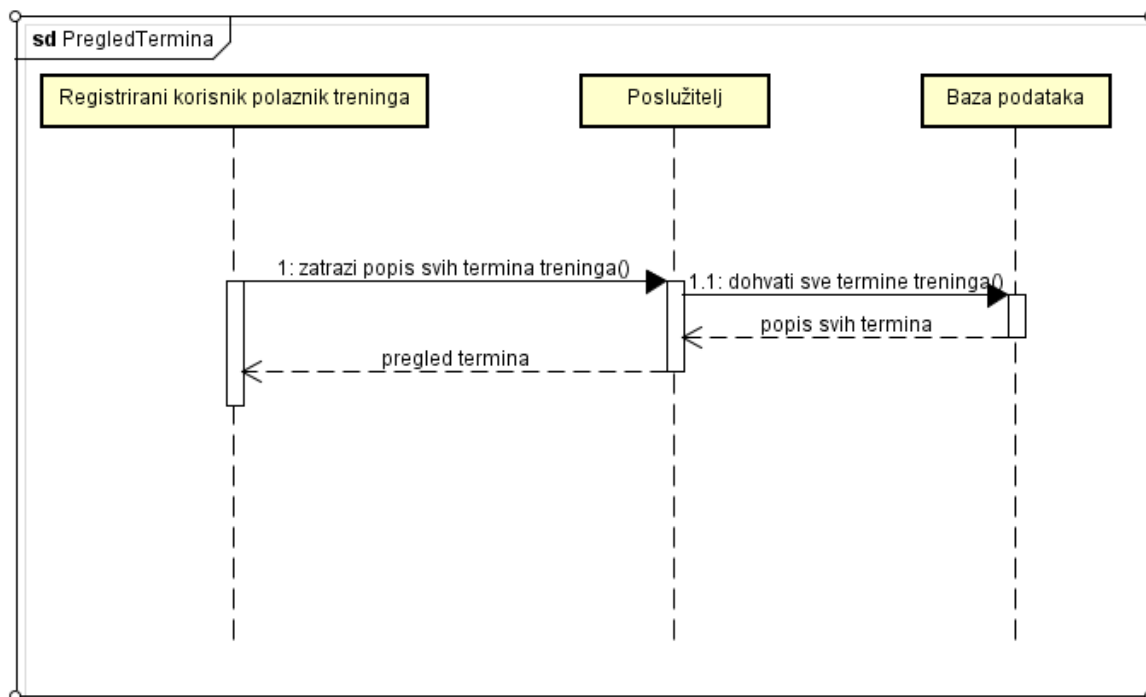 sd PregledTermina
Registrirani korisnik polaznik treninga
Poslužitelj
Baza podataka
1: zatrazi popis svih termina treninga()
1.1: dohvati sve termine treninga()
popis svih termina
pregled termina